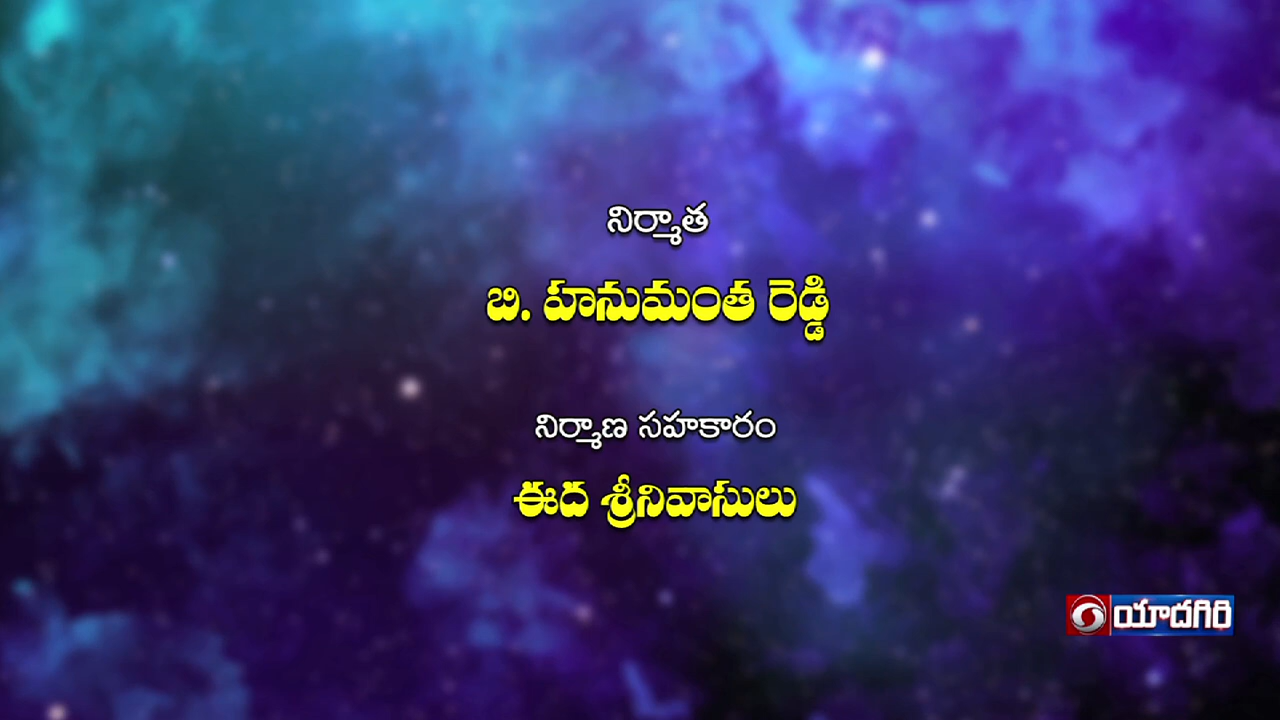 నిర్మాత
బి. హనుమంత రెడ్డి
నిర్మాణ సహకారం
ఈద శ్రీనివాసులు
యాదగిరి